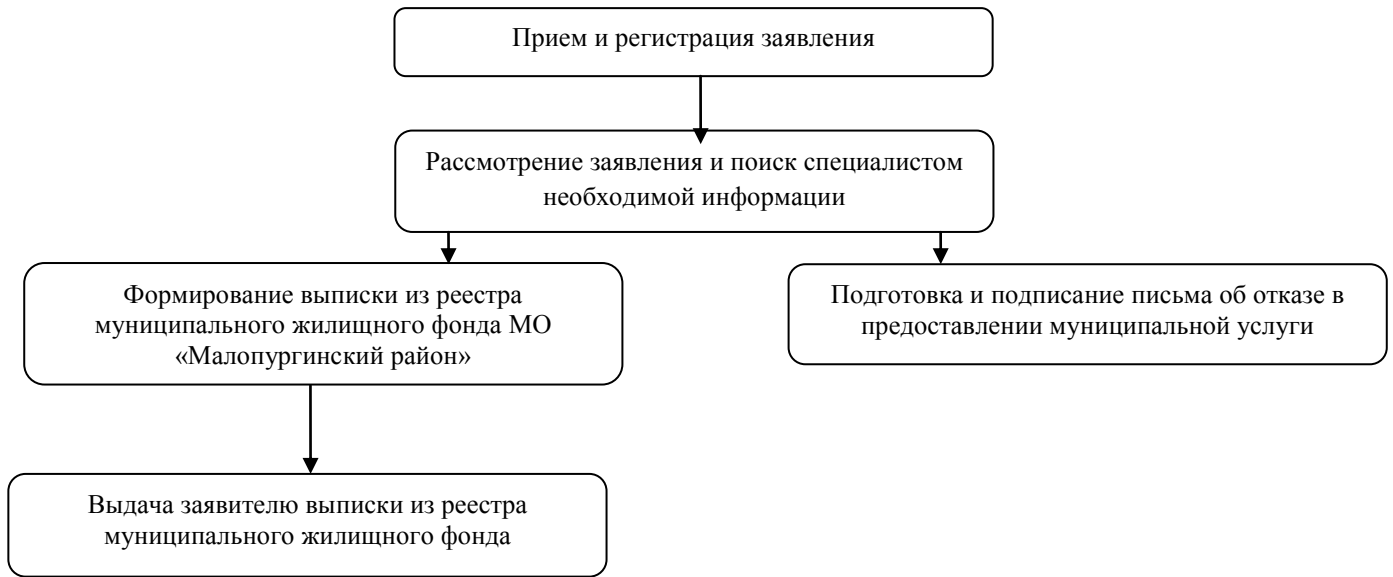 Прием и регистрация заявления
Рассмотрение заявления и поиск специалистом
необходимой информации
Формирование выписки из реестра
муниципального жилищного фонда МО
«Малопургинский район»
Подготовка и подписание письма об отказе в
предоставлении муниципальной услуги
Выдача заявителю выписки из реестра
муниципального жилищного фонда